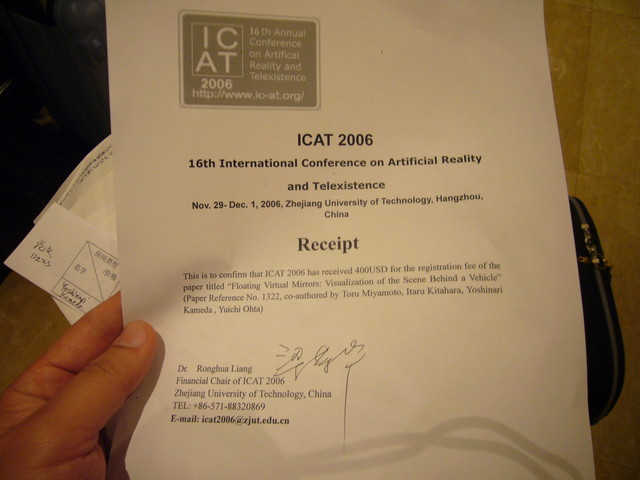 IC
AT
2006
16th Annual
Conference
on Artifical
Reality and
Telexistence
http://www.ic-at.org/
ICAT 2006
16th International Conference on Artificial Reality
and Telexistence
Nov. 29- Dec. 1, 2006, Zhejiang University of Technology, Hangzhou,
China
Receipt
This is to confirm that ICAT 2006 has received 400USD for the registration fee of the
paper titled “Floating Virtual Mirrors: Visualization of the Scene Behind a Vehicle”
(Paper Reference No. 1322, co-authored by Toru Miyamoto, Itaru Kitahara, Yoshinari
Kameda , Yuichi Ohta)
Dr. Ronghua Liang
Financial Chair of ICAT 2006
Zhejiang University of Technology, China
TEL: +86-571-88320869
E-mail: icat2006@zjut.edu.cn
名字
Kameda